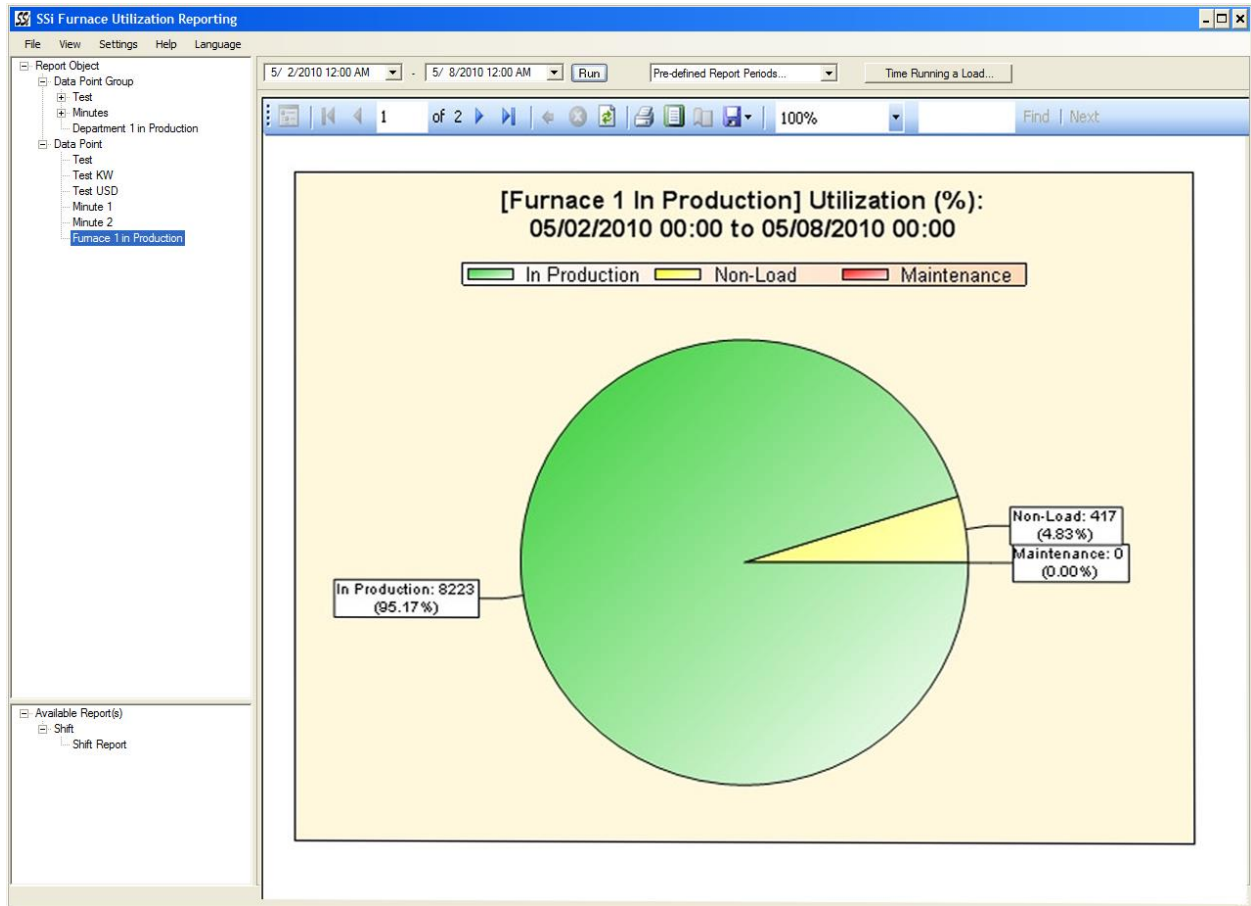 SSi Furnace Utilization Reporting
File View Settings Help Language
Report Object
Data Point Group
Test
Minutes
Department 1 in Production
Data Point
Test
Test KW
Test USD
Minute 1
Minute 2
Furnace 1 in Production
Available Report(s)
Shift
Shift Report
5/ 2/2010 12:00 AM - 5/ 8/2010 12:00 AM Run Pre-defined Report Periods... Time Running a Load...
1 of 2 100% Find | Next
[Furnace 1 In Production] Utilization (%):
05/02/2010 00:00 to 05/08/2010 00:00
In Production Non-Load Maintenance
Non-Load: 417
(4.83%)
Maintenance: 0
(0.00%)
In Production: 8223
(95.17%)